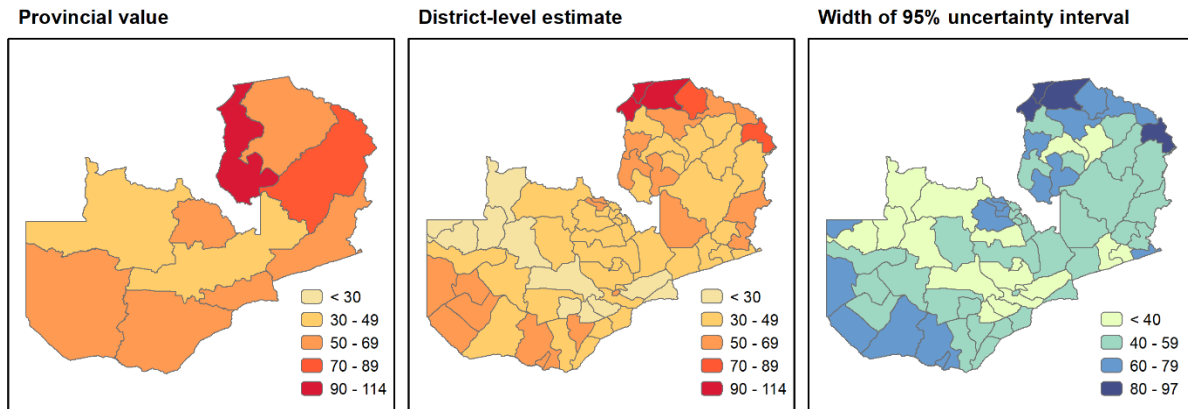 Provincial value
District-level estimate
Width of 95% uncertainty interval
< 30
30 - 49
50 - 69
70 - 89
90 - 114
< 30
30 - 49
50 - 69
70 - 89
90 - 114
< 40
40 - 59
60 - 79
80 - 97